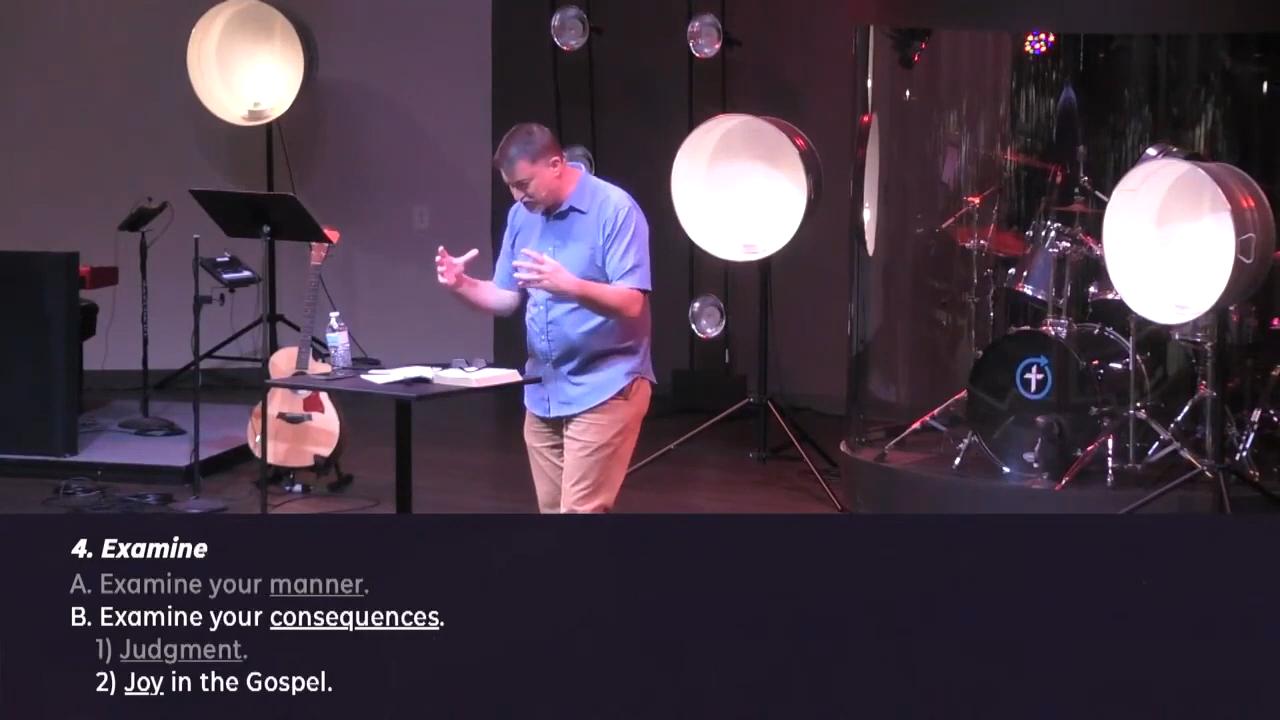 4. Examine
A. Examine your manner.
B. Examine your consequences.
1) Judgment.
2) Joy in the Gospel.